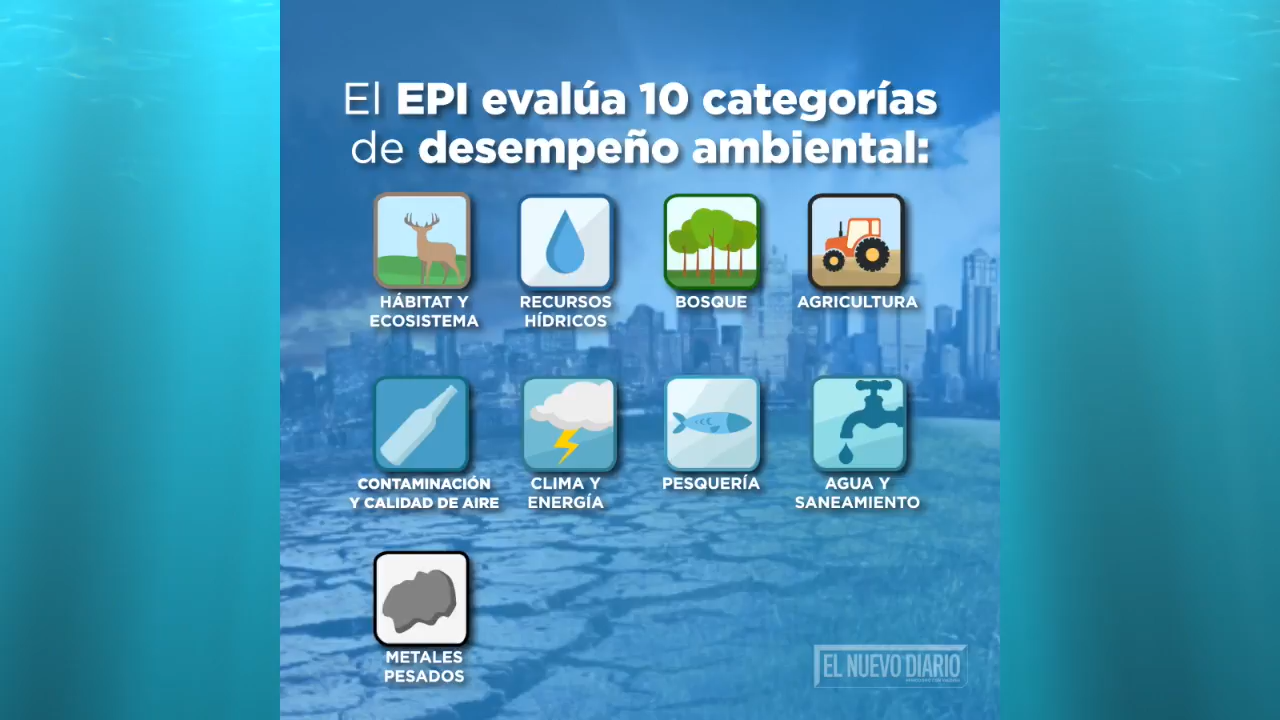 El EPI evalúa 10 categorías
de desempeño ambiental:
HÁBITAT Y
ECOSISTEMA
RECURSOS
HÍDRICOS
BOSQUE
AGRICULTURA
CONTAMINACIÓN
Y CALIDAD DE AIRE
CLIMA Y
ENERGÍA
PESQUERÍA
AGUA Y
SANEAMIENTO
METALES
PESADOS
EL NUEVO DIARIO